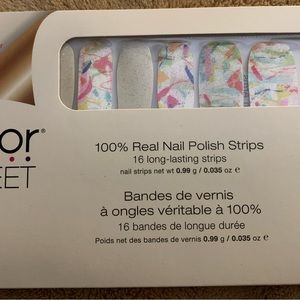 or®
EET
100% Real Nail Polish Strips
16 long-lasting strips
nail strips net wt 0.99 g / 0.035 oz e
Bandes de vernis
à ongles véritable à 100%
16 bandes de longue durée
Poids net des bandes de vernis 0.99 g / 0.035 oz e